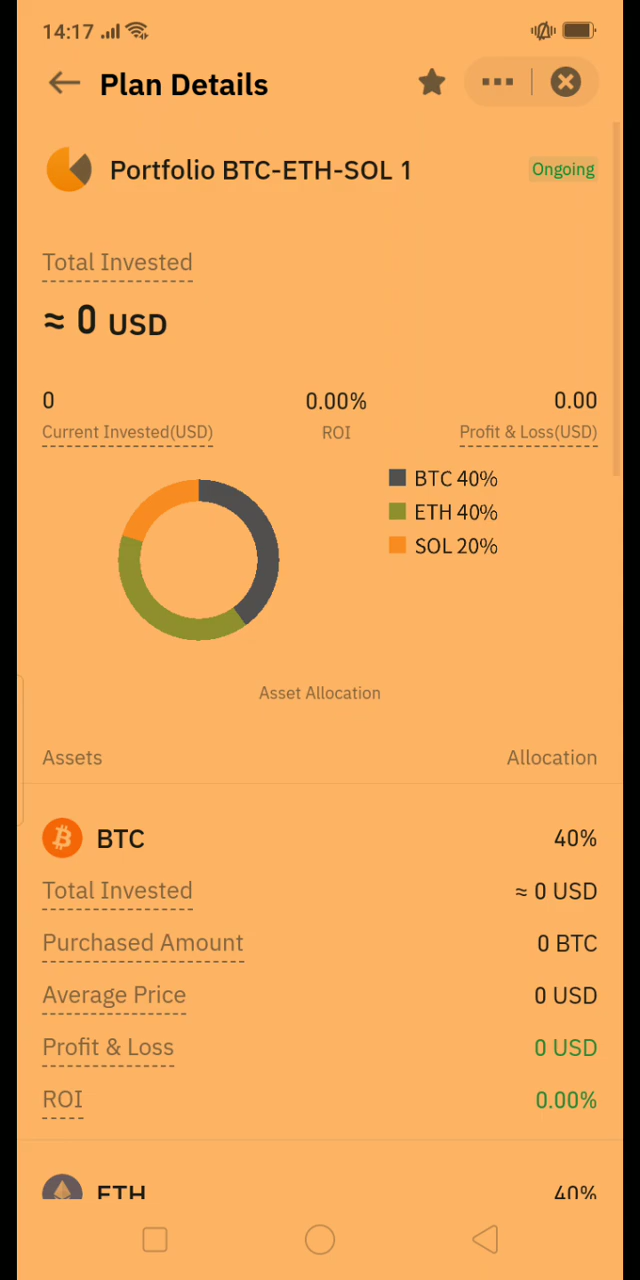 14:17
Plan Details
Portfolio BTC-ETH-SOL 1
Ongoing
Total Invested
≈ 0 USD
0 0.00% 0.00
Current Invested(USD) ROI Profit & Loss(USD)
BTC 40%
ETH 40%
SOL 20%
Asset Allocation
Assets Allocation
BTC 40%
Total Invested ≈ 0 USD
Purchased Amount 0 BTC
Average Price 0 USD
Profit & Loss 0 USD
ROI 0.00%
ETH 40%